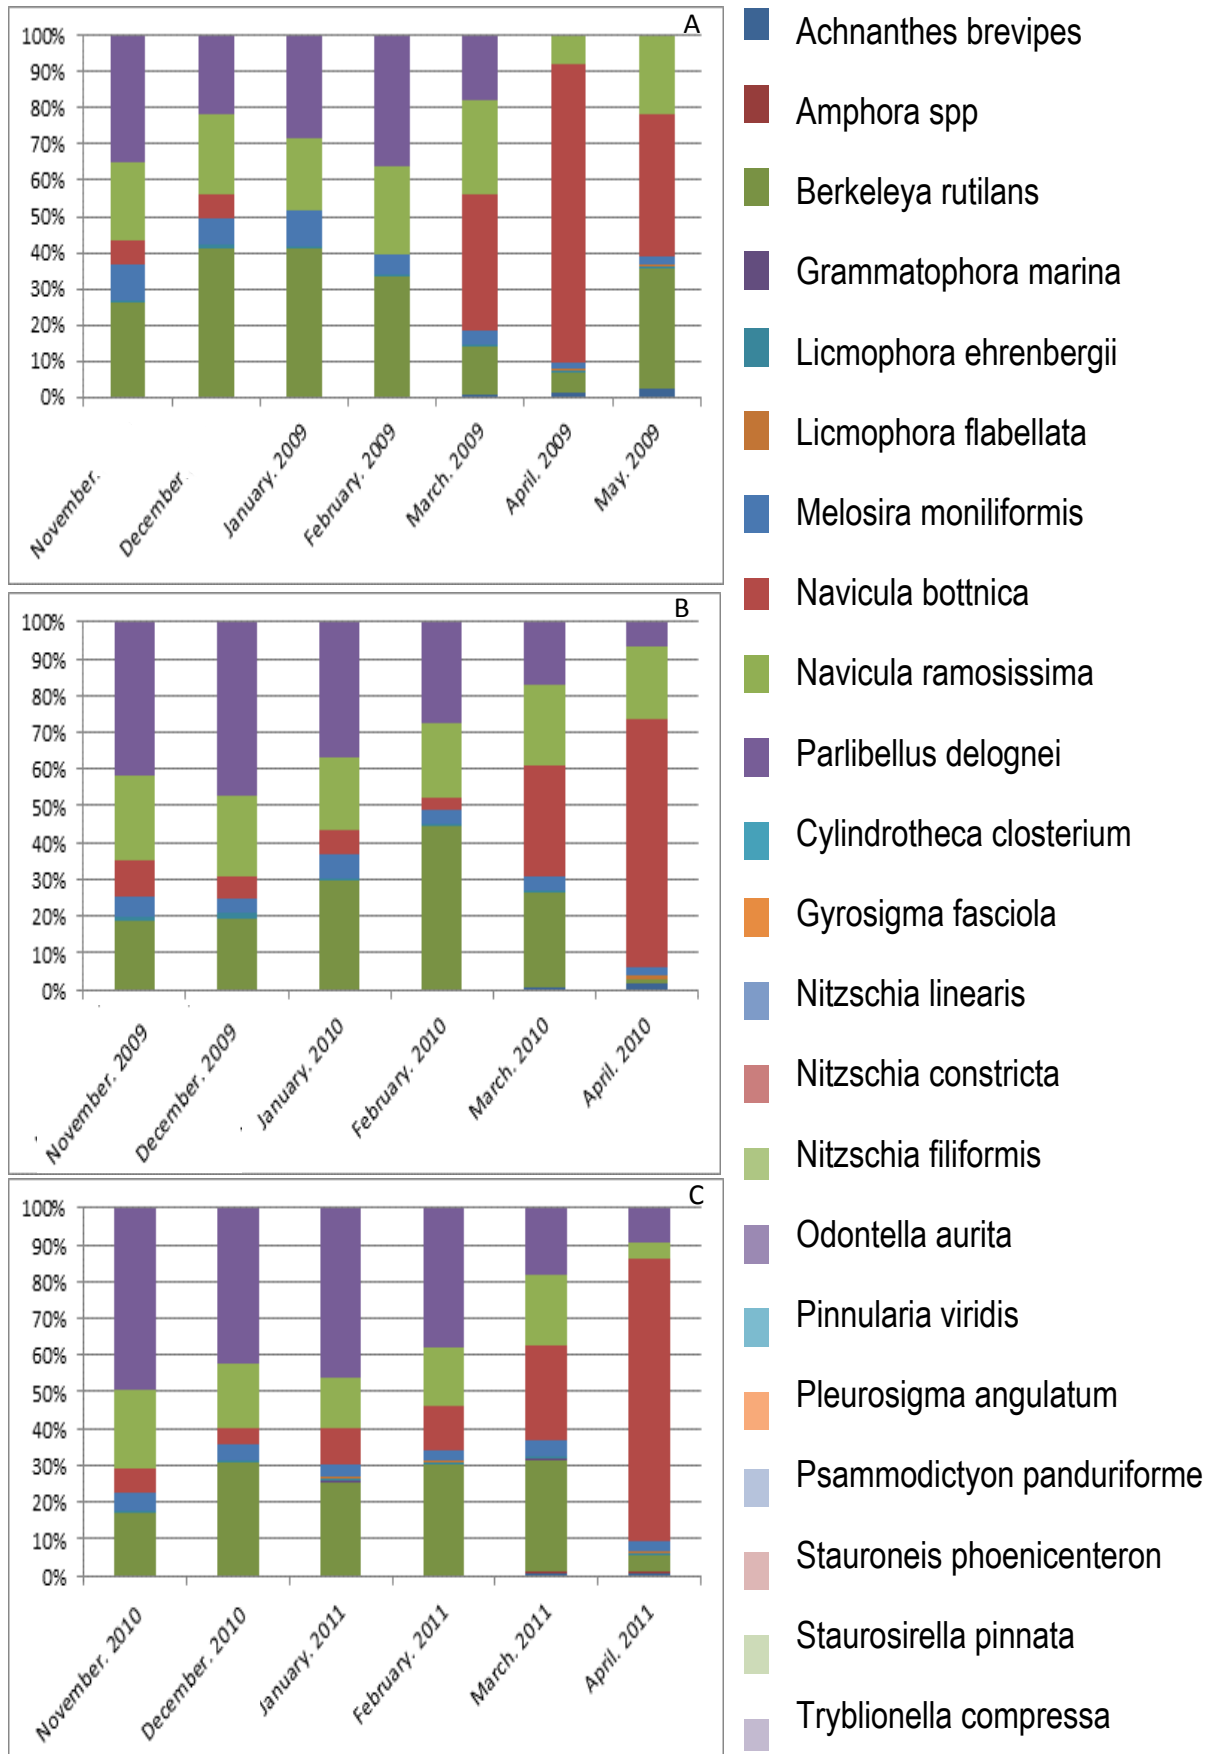 A
100%
90%
80%
70%
60%
50%
40%
30%
20%
10%
0%
November.
December.
January. 2009
February. 2009
March. 2009
April. 2009
May. 2009
B
100%
90%
80%
70%
60%
50%
40%
30%
20%
10%
0%
November. 2009
December. 2009
January. 2010
February. 2010
March. 2010
April. 2010
C
100%
90%
80%
70%
60%
50%
40%
30%
20%
10%
0%
November. 2010
December. 2010
January. 2011
February. 2011
March. 2011
April. 2011
Achnanthes brevipes
Amphora spp
Berkeleya rutilans
Grammatophora marina
Licmophora ehrenbergii
Licmophora flabellata
Melosira moniliformis
Navicula bottnica
Navicula ramosissima
Parlibellus delognei
Cylindrotheca closterium
Gyrosigma fasciola
Nitzschia linearis
Nitzschia constricta
Nitzschia filiformis
Odontella aurita
Pinnularia viridis
Pleurosigma angulatum
Psammodictyon panduriforme
Stauroneis phoenicenteron
Staurosirella pinnata
Tryblionella compressa